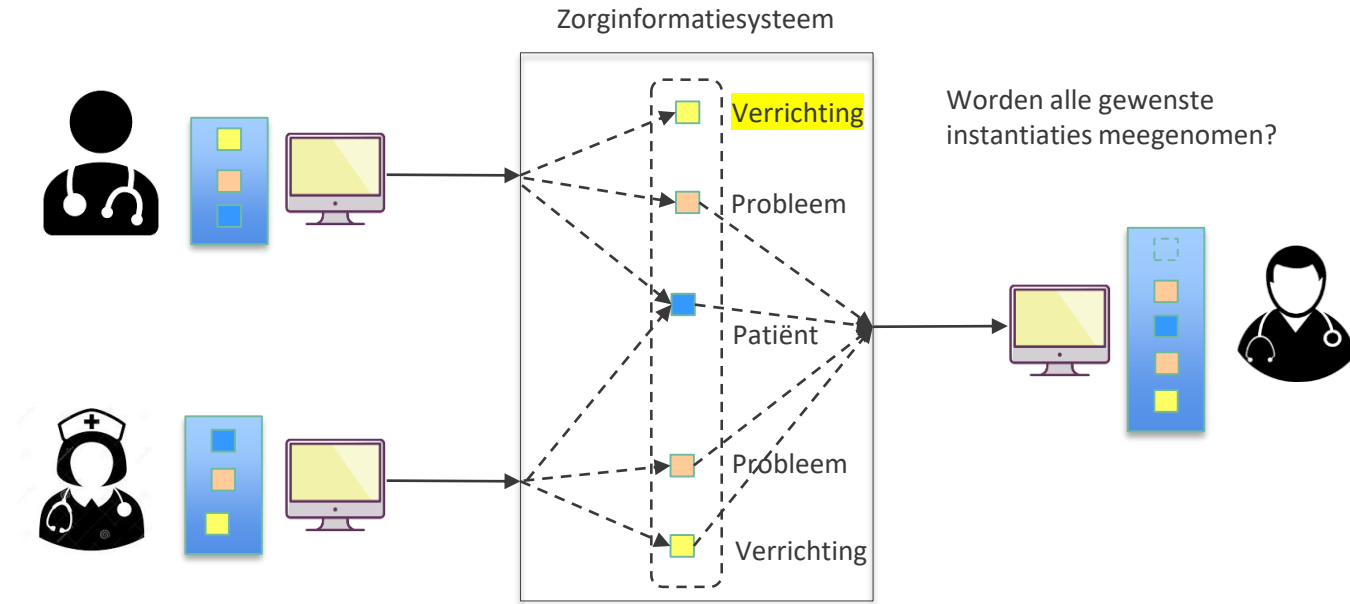 Zorginformatiesysteem
Verrichting
Worden alle gewenste
instantiaties meegenomen?
Probleem
Patiënt
Probleem
Verrichting